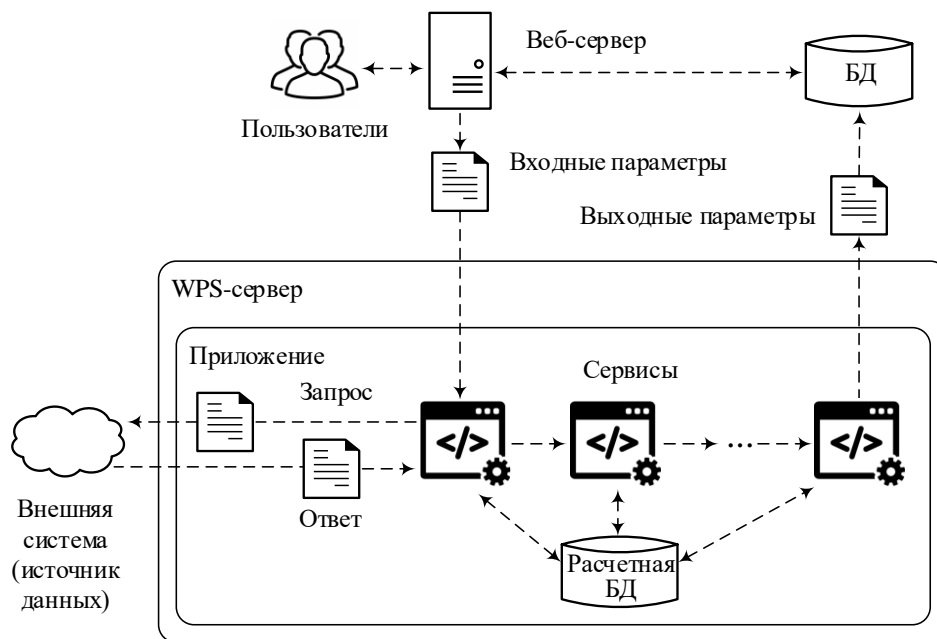 Веб-сервер
БД
Пользователи
Входные параметры
Выходные параметры
WPS-сервер
Приложение
Запрос
Сервисы
</>
</>
...
</>
Ответ
Внешняя
система
(источник
данных)
Расчетная
БД